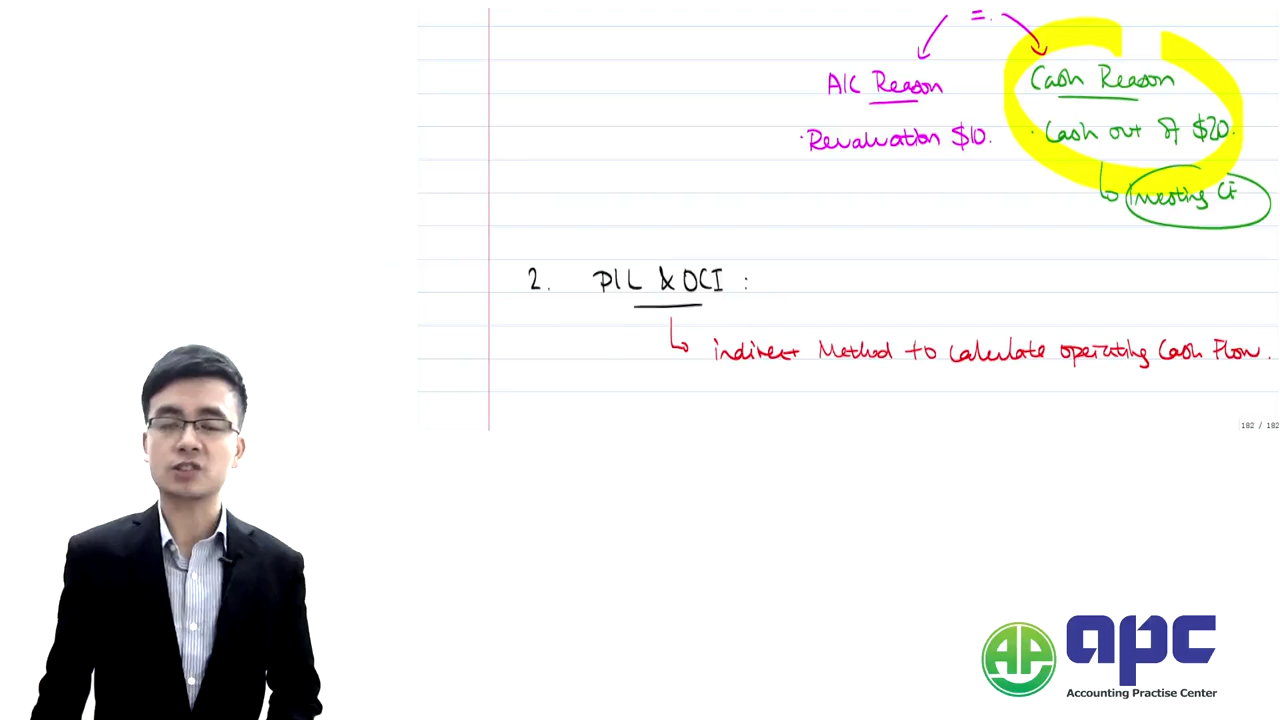 =.
A/C Reason
Cash Reason
· Revaluation $10.
· Cash out of $20.
investing CF
2. P/L & OCI :
indirect Method to calculate operating Cash Flow.
182 / 182
AP
apc
Accounting Practise Center